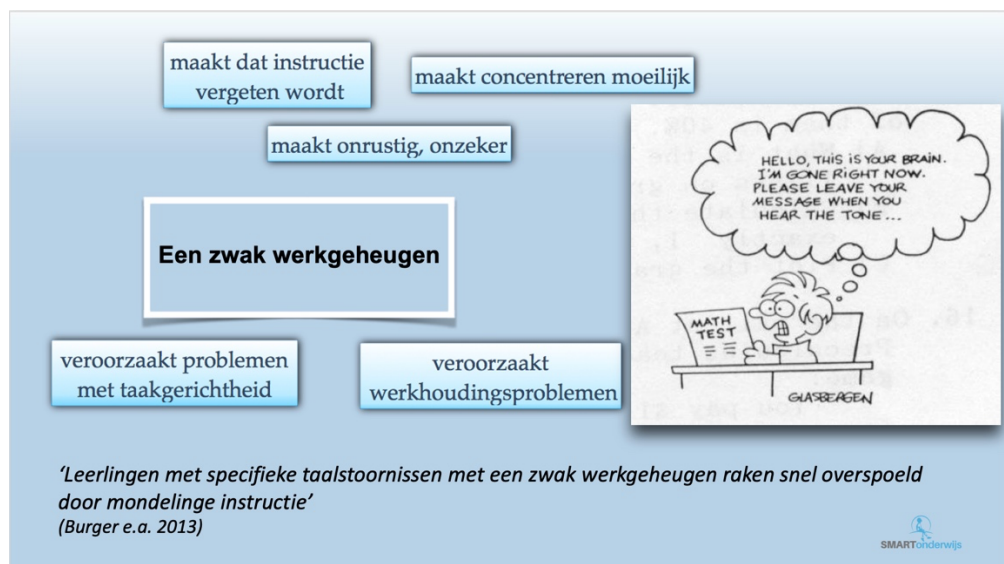 maakt dat instructie
vergeten wordt
maakt concentreren moeilijk
maakt onrustig, onzeker
Een zwak werkgeheugen
veroorzaakt problemen
met taakgerichtheid
veroorzaakt
werkhoudingsproblemen
HELLO, THIS IS YOUR BRAIN.
I'M GONE RIGHT NOW.
PLEASE LEAVE YOUR
MESSAGE WHEN YOU
HEAR THE TONE...
MATH
TEST
GLASBERGEN
‘Leerlingen met specifieke taalstoornissen met een zwak werkgeheugen raken snel overspoeld
door mondelinge instructie’
(Burger e.a. 2013)
SMARTonderwijs